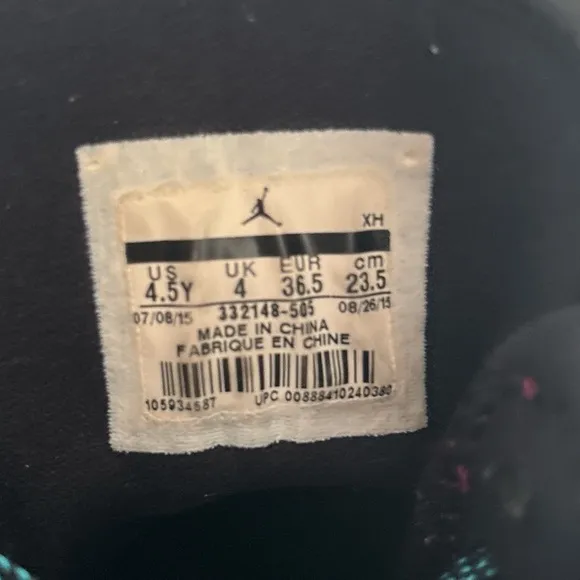 XH
US UK EUR cm
4.5Y 4 36.5 23.5
07/08/15 332148-505 08/26/15
MADE IN CHINA
FABRIQUE EN CHINE
105934587 UPC 00888410240380